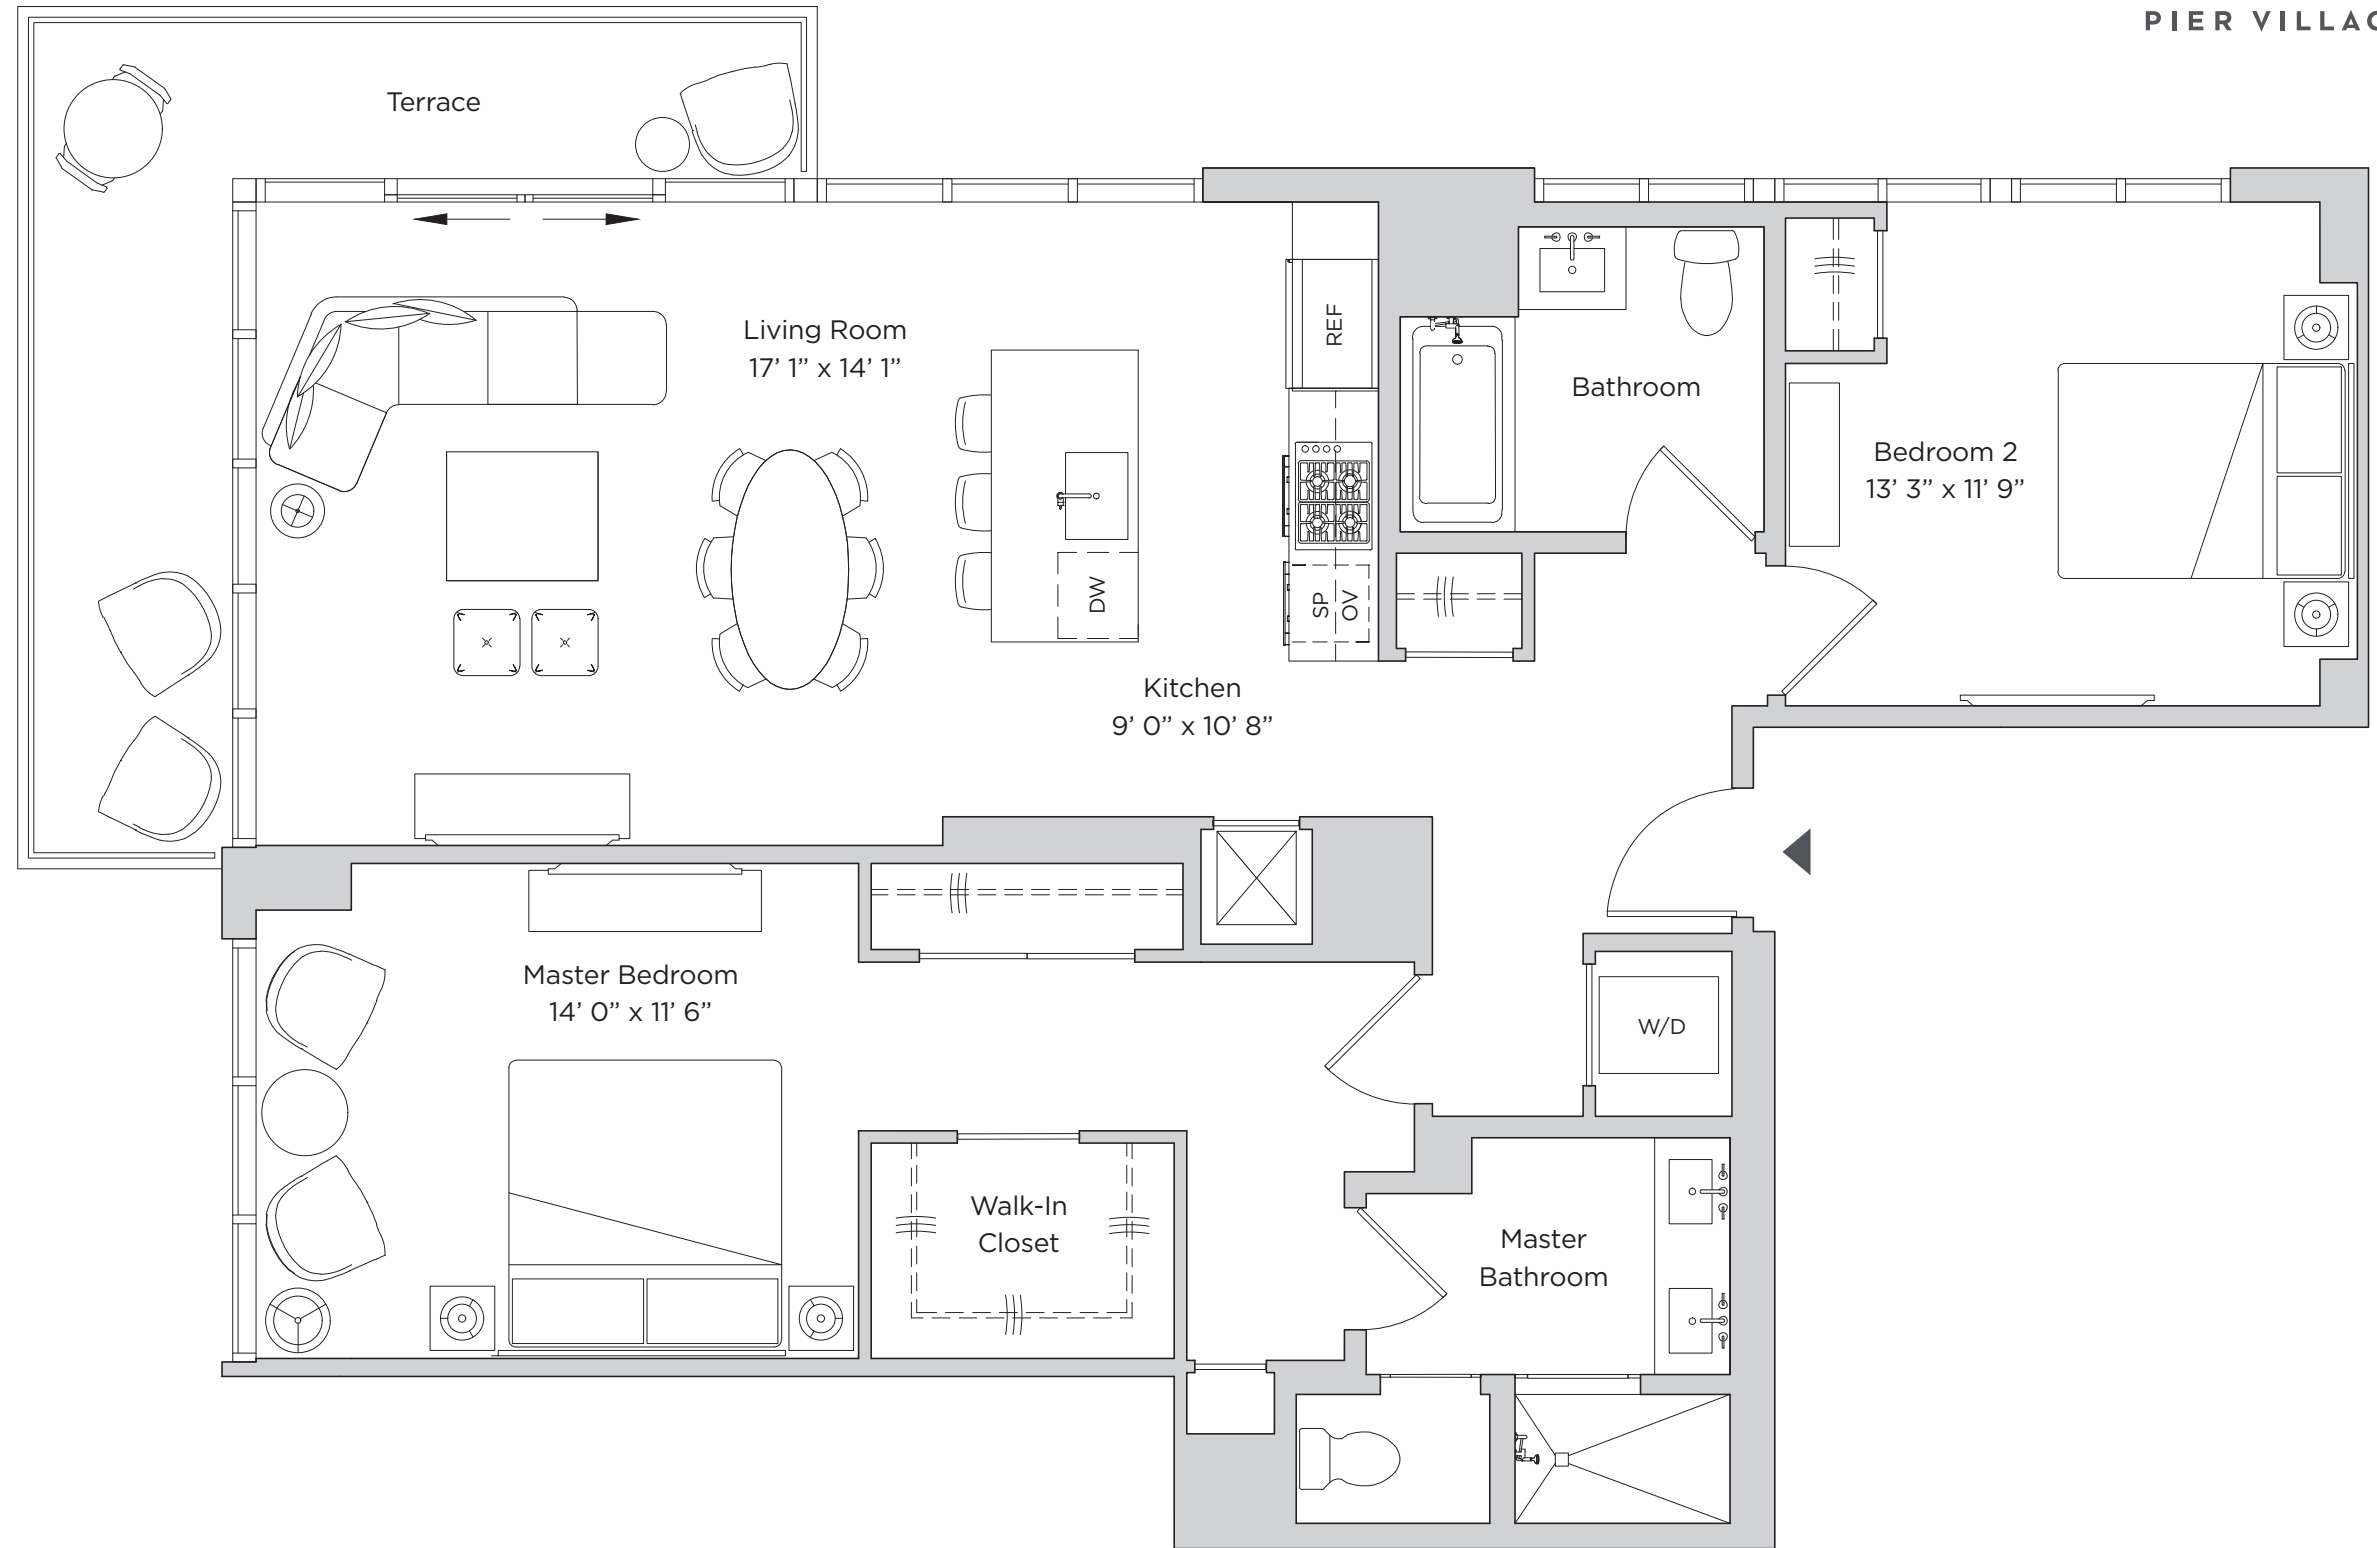 PIER VILLAG
Terrace
Living Room
17’ 1” x 14’ 1”
REF
Bathroom
Bedroom 2
13’ 3” x 11’ 9”
DW
SP
OV
Kitchen
9’ 0” x 10’ 8”
Master Bedroom
14’ 0” x 11’ 6”
W/D
Walk-In
Closet
Master
Bathroom